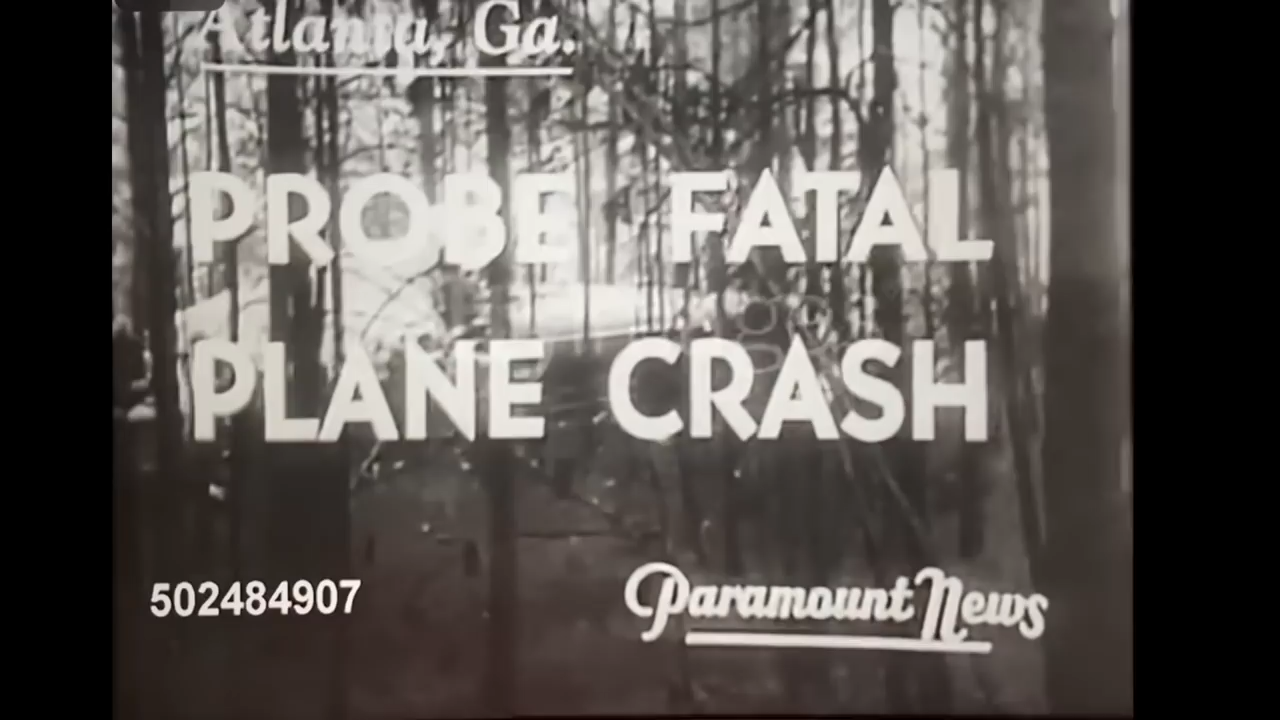 Atlanta, Ga.
PROBE FATAL
PLANE CRASH
502484907
Paramount News